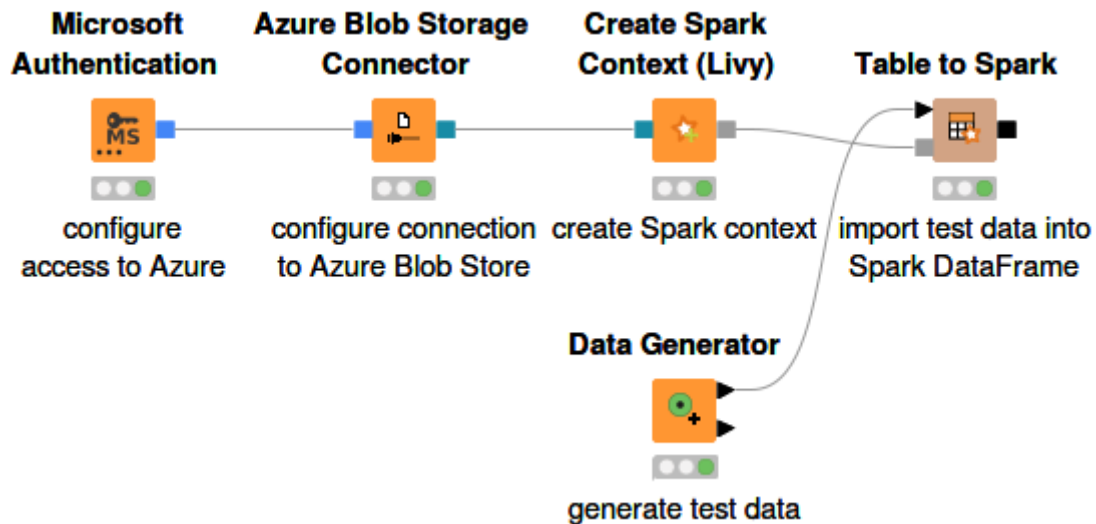 Microsoft
Authentication
MS
configure
access to Azure
Azure Blob Storage
Connector
configure connection
to Azure Blob Store
Create Spark
Context (Livy)
create Spark context
Table to Spark
import test data into
Spark DataFrame
Data Generator
generate test data